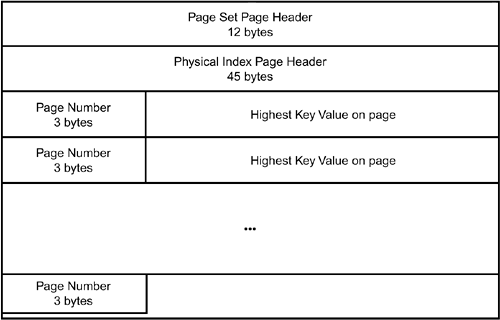 Page Set Page Header
12 bytes
Physical Index Page Header
45 bytes
Page Number
3 bytes
Highest Key Value on page
Page Number
3 bytes
Highest Key Value on page
...
Page Number
3 bytes